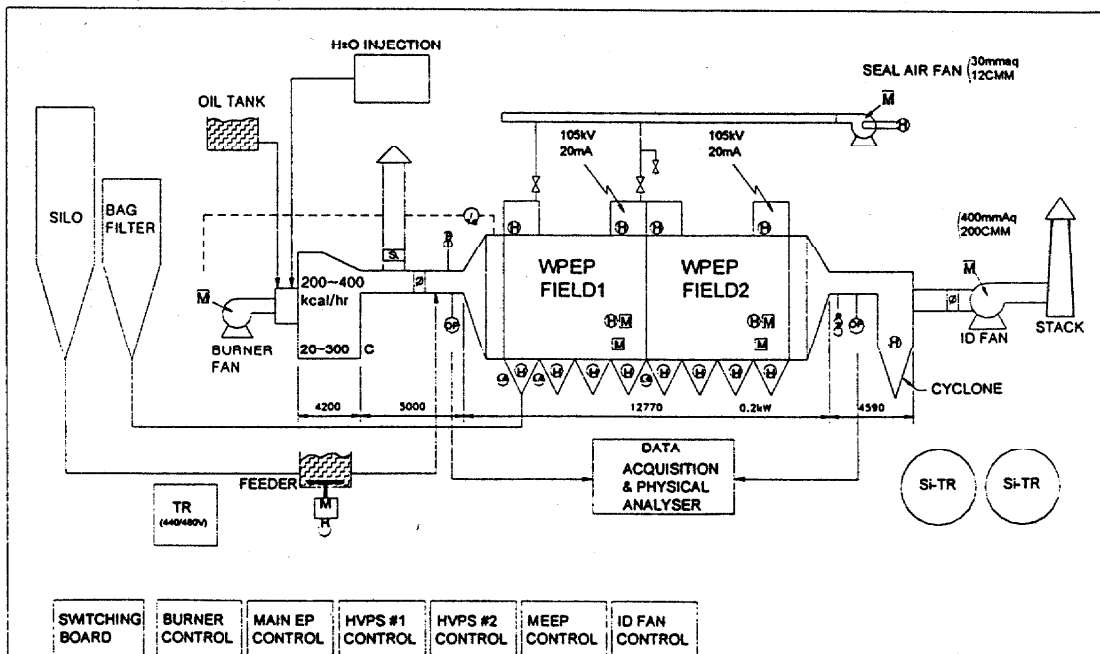 H2O INJECTION
SEAL AIR FAN
30mmaq
12CMM
OIL TANK
M
H
105kV
20mA
105kV
20mA
SILO
BAG
FILTER
H
H
H
H
400mmAq
200CMM
200~400
kcal/hr
WPEP
FIELD1
WPEP
FIELD2
M
M
Ø
Ø
DP
DP
H M
M
H M
M
STACK
ID FAN
BURNER
FAN
20-300
C
H
H
H
H
H
H
H
H
H
CYCLONE
4200
5000
12770
0.2kW
4590
DATA
ACQUISITION
& PHYSICAL
ANALYSER
FEEDER
M
H
TR
(440/480V)
Si-TR
Si-TR
SWITCHING
BOARD
BURNER
CONTROL
MAIN EP
CONTROL
HVPS #1
CONTROL
HVPS #2
CONTROL
MEEP
CONTROL
ID FAN
CONTROL